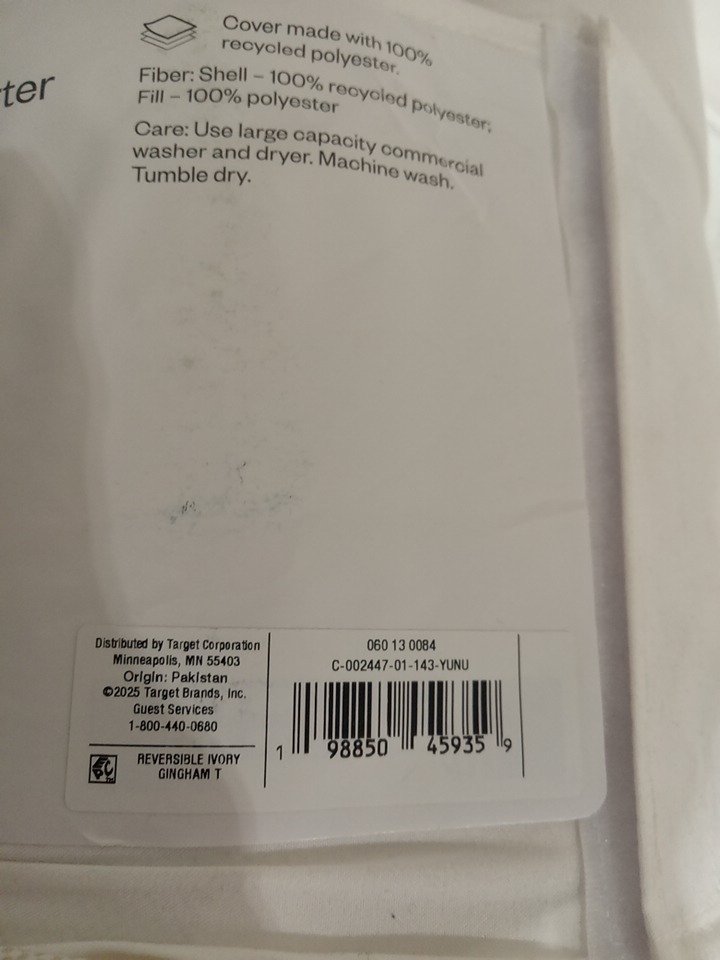 ter
Cover made with 100%
recycled polyester.
Fiber: Shell – 100% recycled polyester;
Fill – 100% polyester
Care: Use large capacity commercial
washer and dryer. Machine wash.
Tumble dry.
Distributed by Target Corporation
Minneapolis, MN 55403
Origin: Pakistan
©2025 Target Brands, Inc.
Guest Services
1-800-440-0680
REVERSIBLE IVORY
GINGHAM T
060 13 0084
C-002447-01-143-YUNU
1 98850 45935 9